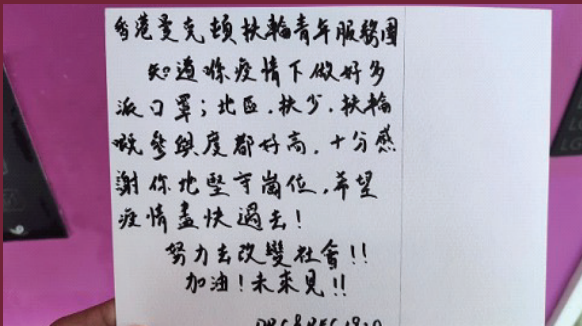 香港曼克頓扶輪青年服務團
知道你疫情下做好多
派口罩；北區．扶少．扶輪
嘅參與度都好高．十分感
謝你地堅守崗位，希望
疫情盡快過去！
努力去改變社會！！
加油！未來見！！